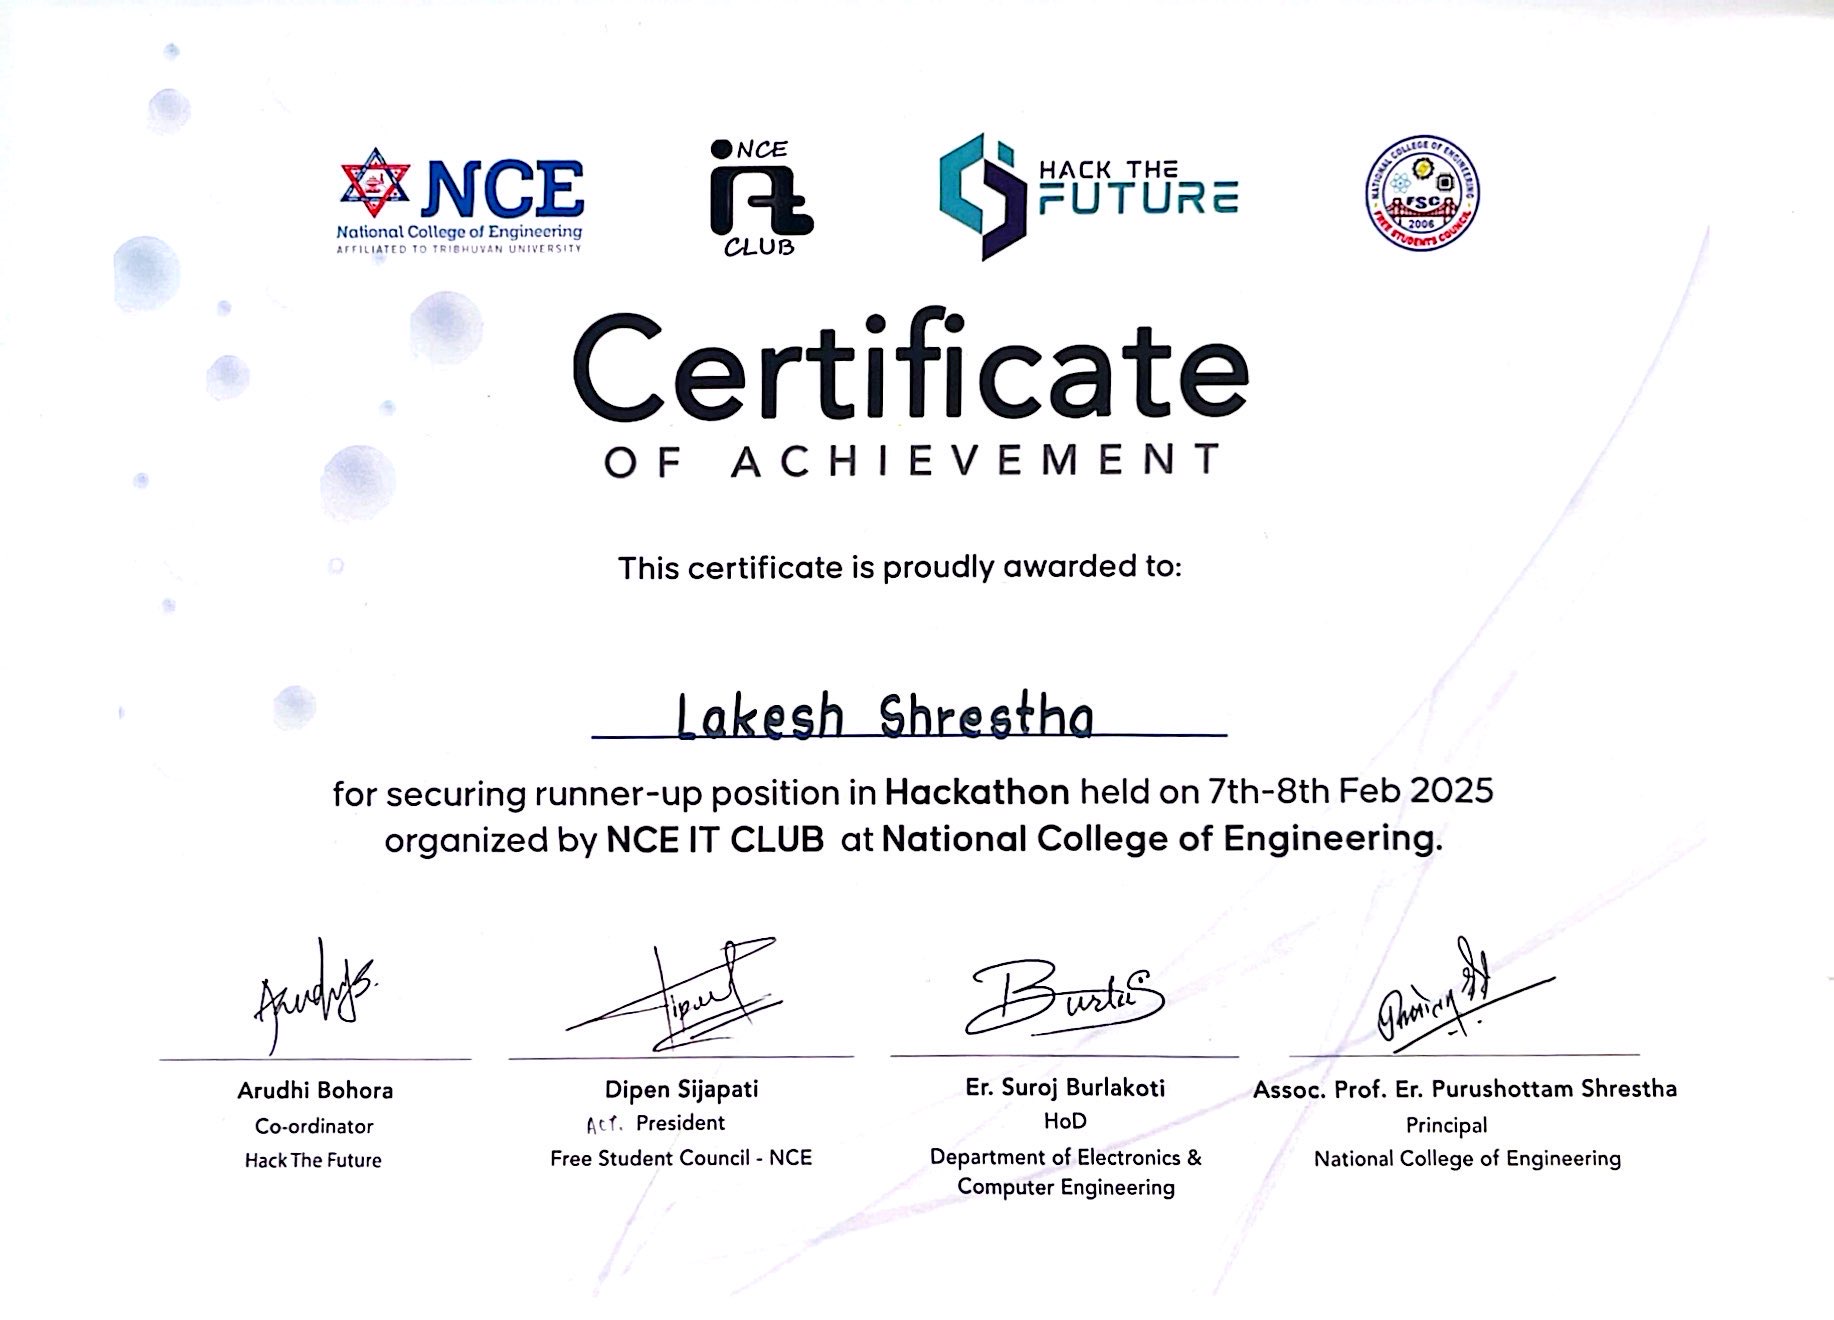 NCE
National College of Engineering
AFFILIATED TO TRIBHUVAN UNIVERSITY
NCE
it
CLUB
HACK THE
FUTURE
NATIONAL COLLEGE OF ENGINEERING
FSC
2006
FREE STUDENTS COUNCIL
Certificate
OF ACHIEVEMENT
This certificate is proudly awarded to:
Lakesh Shrestha
for securing runner-up position in Hackathon held on 7th-8th Feb 2025
organized by NCE IT CLUB at National College of Engineering.
Arudhi Bohora
Co-ordinator
Hack The Future
Dipen Sijapati
Act. President
Free Student Council - NCE
Er. Suroj Burlakoti
HoD
Department of Electronics &
Computer Engineering
Assoc. Prof. Er. Purushottam Shrestha
Principal
National College of Engineering